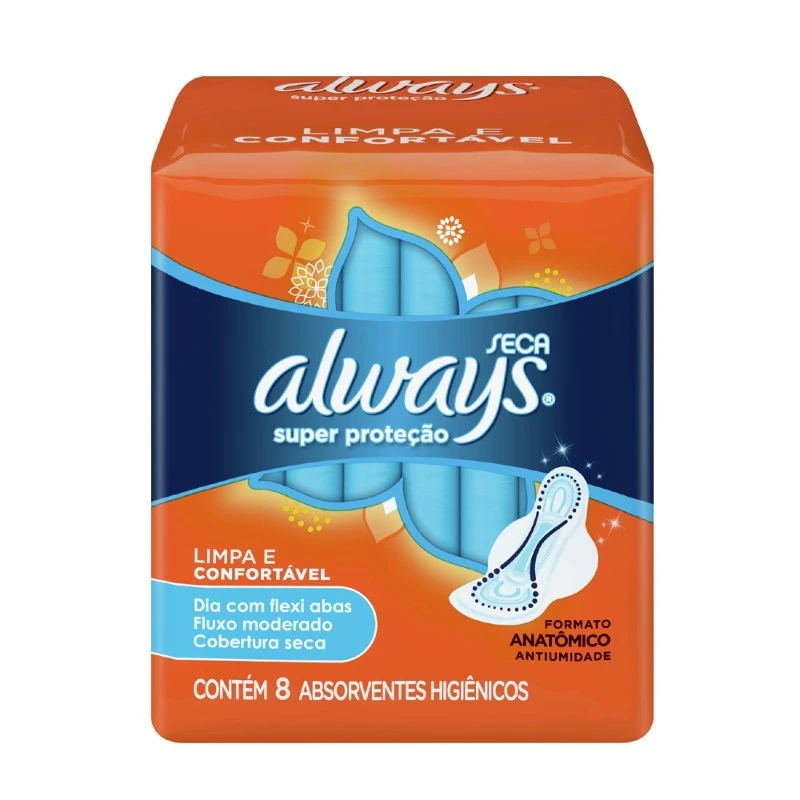 always®
super proteção
LIMPA E
CONFORTÁVEL
SECA
always®
super proteção
LIMPA E
CONFORTÁVEL
Dia com flexi abas
Fluxo moderado
Cobertura seca
FORMATO
ANATÔMICO
ANTIUMIDADE
CONTÉM 8 ABSORVENTES HIGIÊNICOS